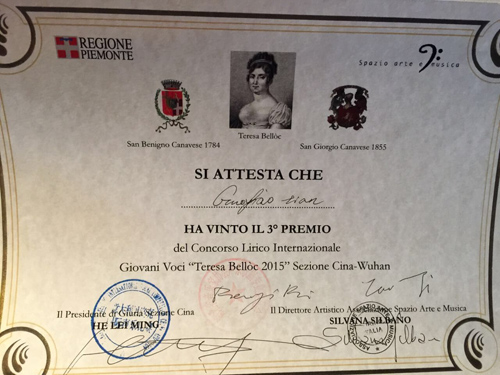 REGIONE
PIEMONTE
Spazio arte e musica
Teresa Bellòc
San Benigno Canavese 1784
San Giorgio Canavese 1855
SI ATTESTA CHE
HA VINTO IL 3° PREMIO
del Concorso Lirico Internazionale
Giovani Voci “Teresa Bellòc 2015” Sezione Cina-Wuhan
Il Presidente di Giuria Sezione Cina
Il Direttore Artistico Associazione Spazio Arte e Musica
HE LEI MING
SILVANA SILBANO